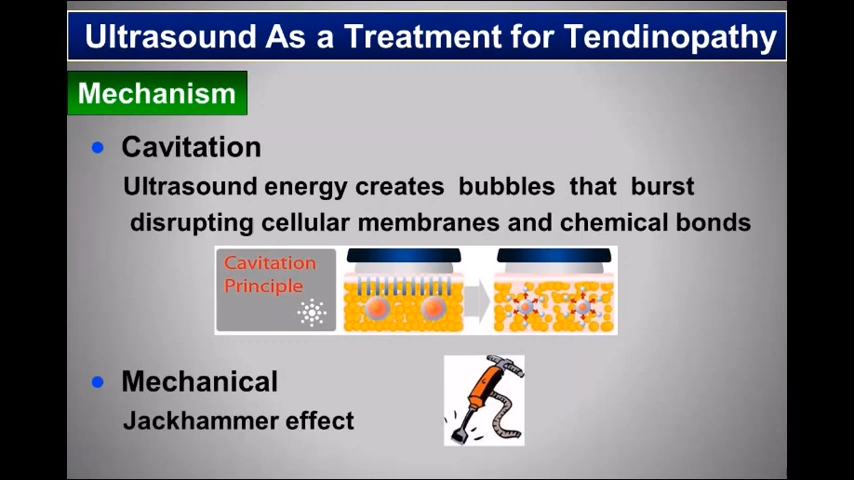 Ultrasound As a Treatment for Tendinopathy
Mechanism
Cavitation
Ultrasound energy creates bubbles that burst
disrupting cellular membranes and chemical bonds
Cavitation
Principle
Mechanical
Jackhammer effect